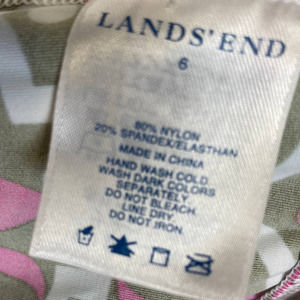 LANDS' END
6
80% NYLON
20% SPANDEX/ELASTHAN
MADE IN CHINA
HAND WASH COLD.
WASH DARK COLORS
SEPARATELY.
DO NOT BLEACH.
LINE DRY.
DO NOT IRON.